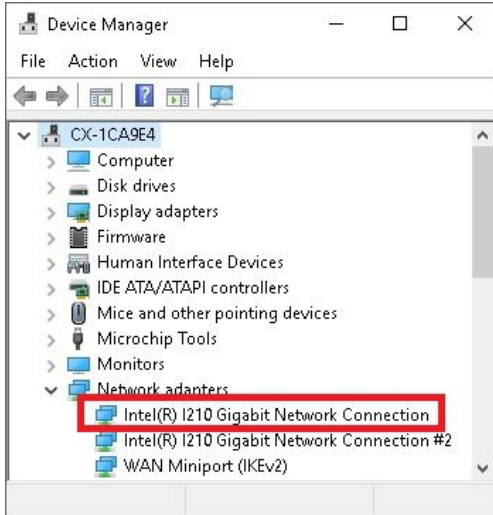 Device Manager
File Action View Help
CX-1CA9E4
Computer
Disk drives
Display adapters
Firmware
Human Interface Devices
IDE ATA/ATAPI controllers
Mice and other pointing devices
Microchip Tools
Monitors
Network adapters
Intel(R) I210 Gigabit Network Connection
Intel(R) I210 Gigabit Network Connection #2
WAN Miniport (IKEv2)